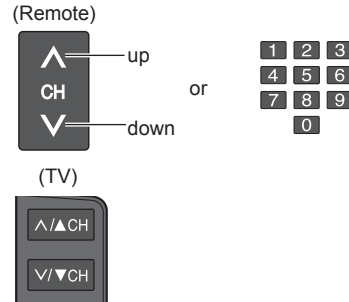 (Remote)
up
CH
or
down
1 2 3
4 5 6
7 8 9
0
(TV)
∧/▲CH
∨/▼CH